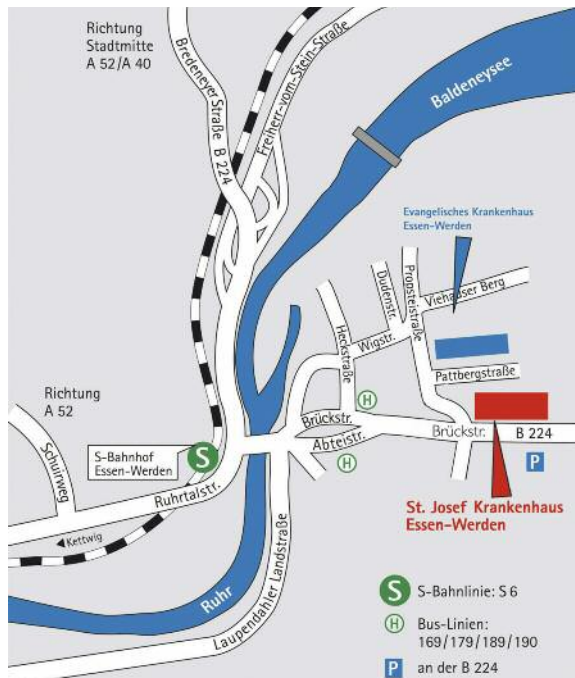 Richtung
Stadtmitte
A 52/A 40
Bredeneyer
Straße B 224
Freiherr-vom-Stein-Straße
Baldeneysee
Evangelisches Krankenhaus
Essen-Werden
Dudenstr.
Propsteistraße
Viehauser Berg
Heckstraße
Wigstr.
Pattbergstraße
Richtung
A 52
Schuirweg
S-Bahnhof
Essen-Werden
S
Brückstr.
H
Abteistr.
H
Brückstr.
B 224
P
Ruhrtalstr.
Kettwig
St. Josef Krankenhaus
Essen-Werden
Ruhr
Laupendahler Landstraße
S S-Bahnlinie: S 6
H Bus-Linien:
169/179/189/190
P an der B 224